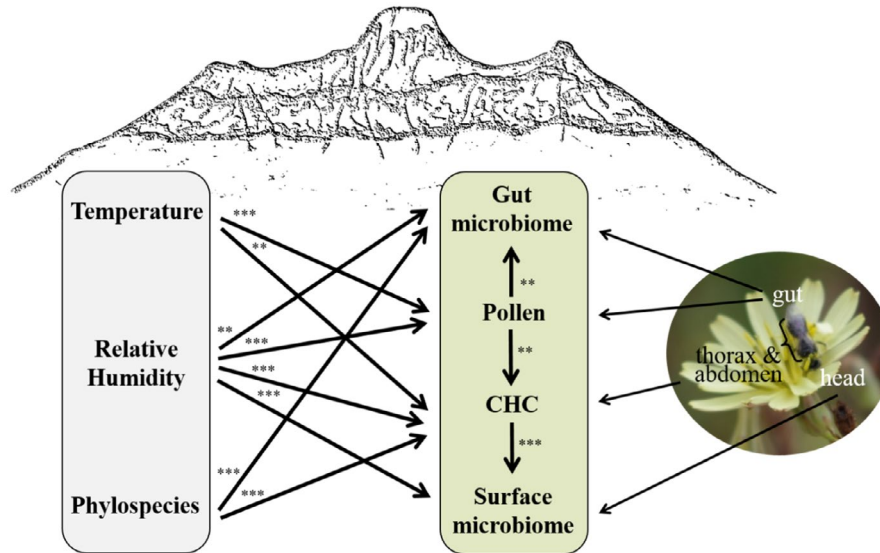 Temperature
Relative
Humidity
Phylospecies
***
**
**
***
***
***
***
***
Gut
microbiome
**
Pollen
**
CHC
***
Surface
microbiome
gut
thorax &
abdomen
head